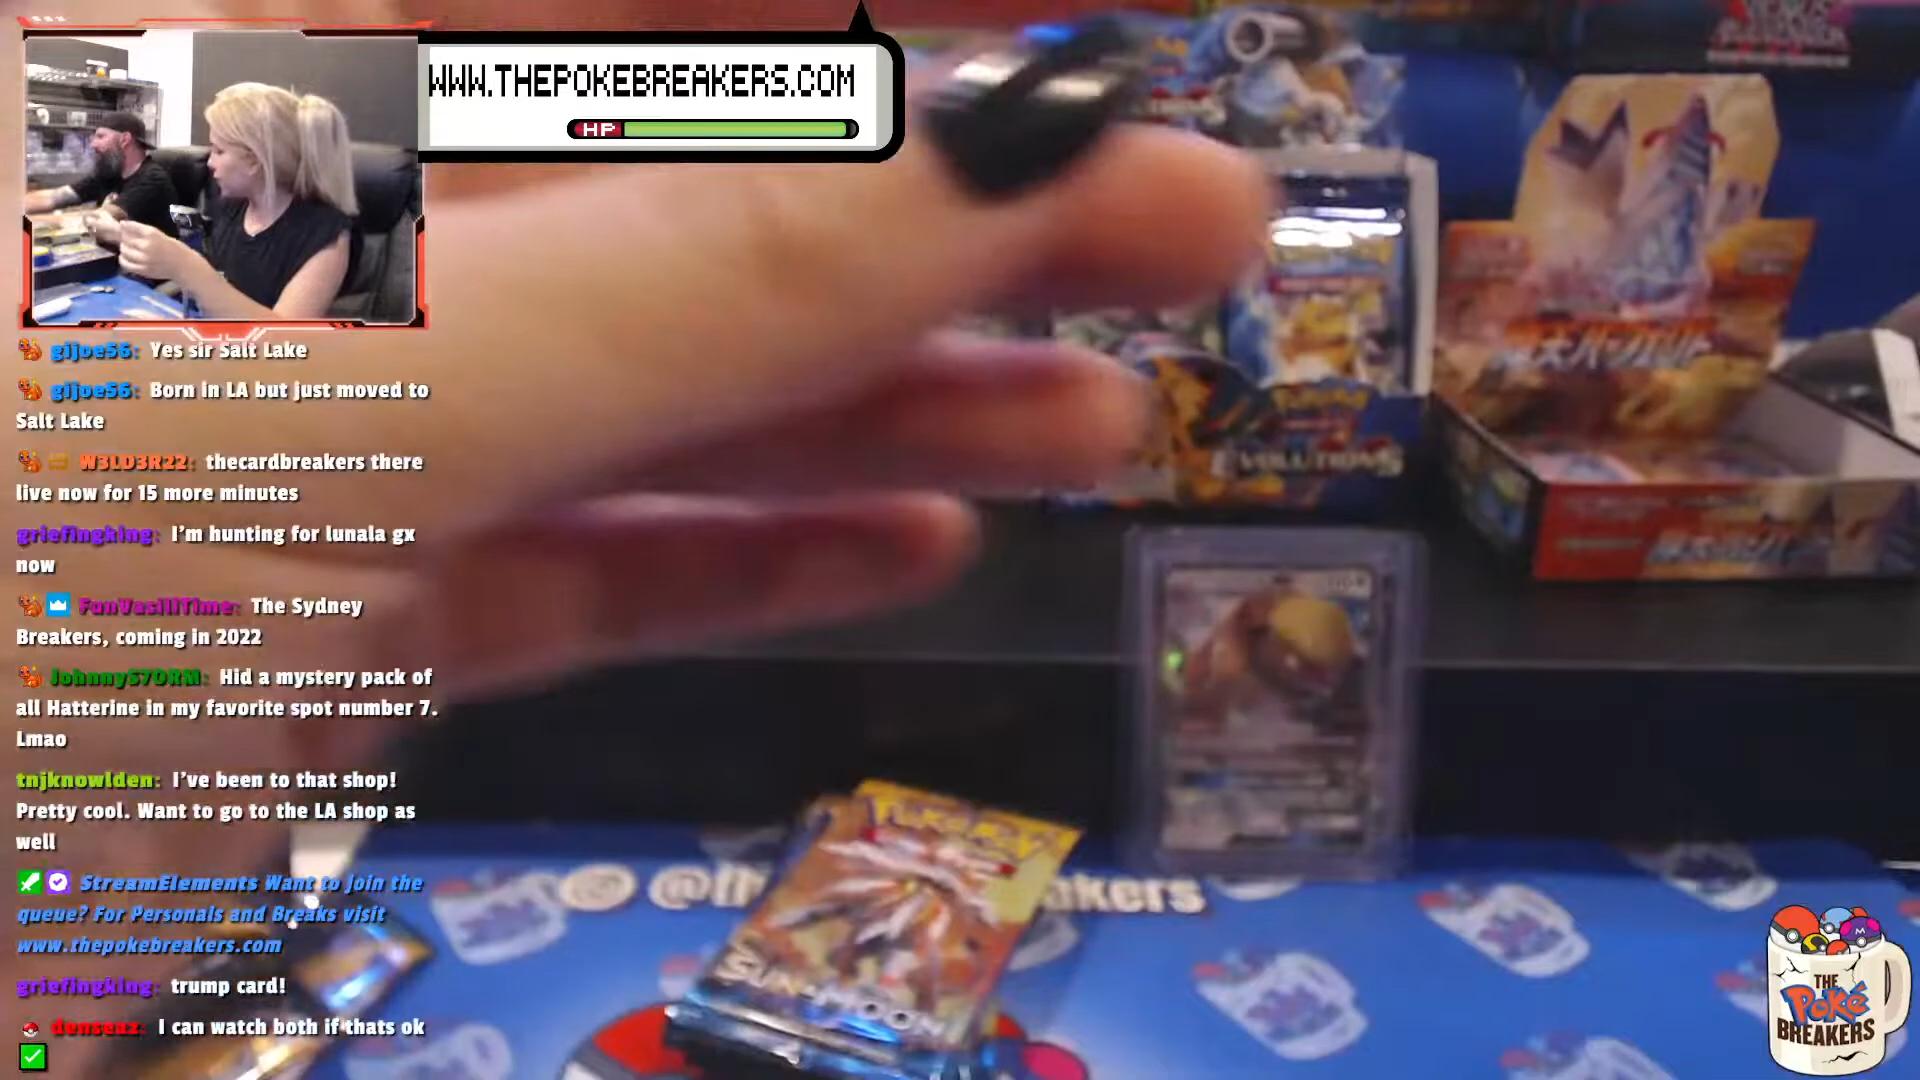 WWW.THEPOKEBREAKERS.COM
HP
gijoe56: Yes sir Salt Lake
gijoe56: Born in LA but just moved to
Salt Lake
W3LD3R22: thecardbreakers there
live now for 15 more minutes
griefingking: I'm hunting for lunala gx
now
FunVasiliTime: The Sydney
Breakers, coming in 2022
JohnnyS7ORM: Hid a mystery pack of
all Hatterine in my favorite spot number 7.
Lmao
tnjknowlden: I've been to that shop!
Pretty cool. Want to go to the LA shop as
well
StreamElements Want to join the
queue? For Personals and Breaks visit
www.thepokebreakers.com
griefingking: trump card!
denseaz: I can watch both if thats ok
EVOLUTIONS
POKéMON
SUN & MOON
@th
akers
THE
Poké
BREAKERS